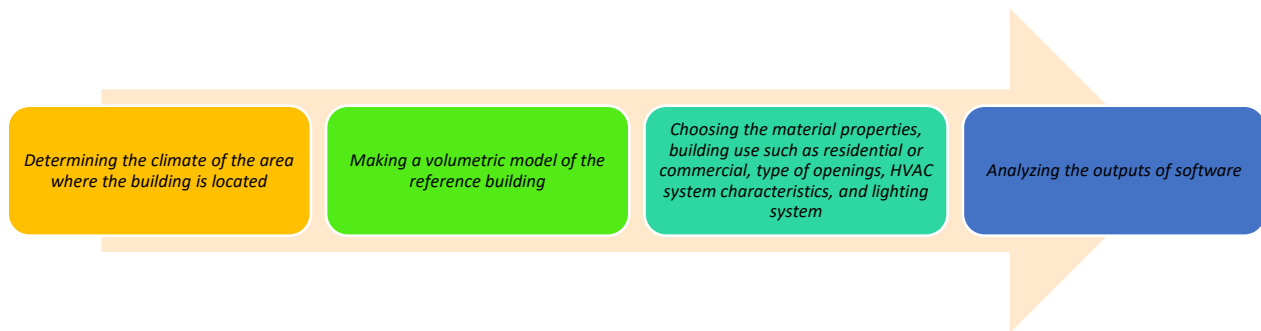 Determining the climate of the area
where the building is located
Making a volumetric model of the
reference building
Choosing the material properties,
building use such as residential or
commercial, type of openings, HVAC
system characteristics, and lighting
system
Analyzing the outputs of software